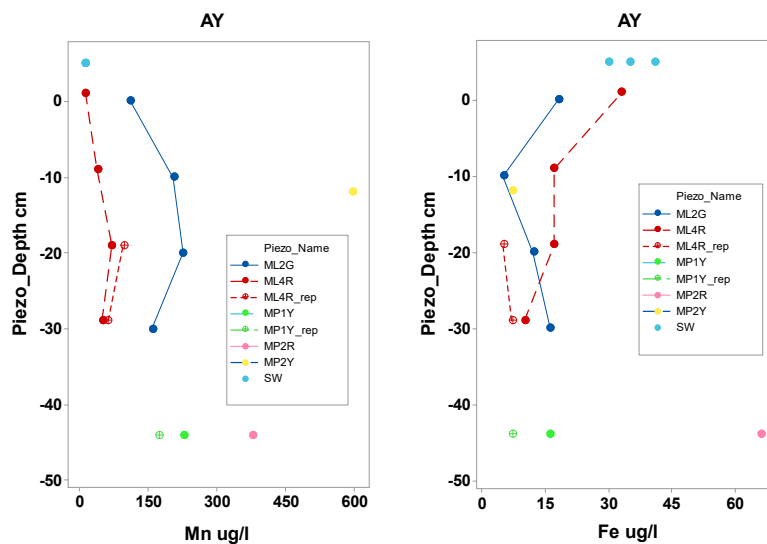 AY
Piezo_Depth cm
0
-10
-20
-30
-40
-50
0 150 300 450 600
Mn ug/l
Piezo_Name
ML2G
ML4R
ML4R_rep
MP1Y
MP1Y_rep
MP2R
MP2Y
SW
AY
Piezo_Depth cm
0
-10
-20
-30
-40
-50
0 15 30 45 60
Fe ug/l
Piezo_Name
ML2G
ML4R
ML4R_rep
MP1Y
MP1Y_rep
MP2R
MP2Y
SW